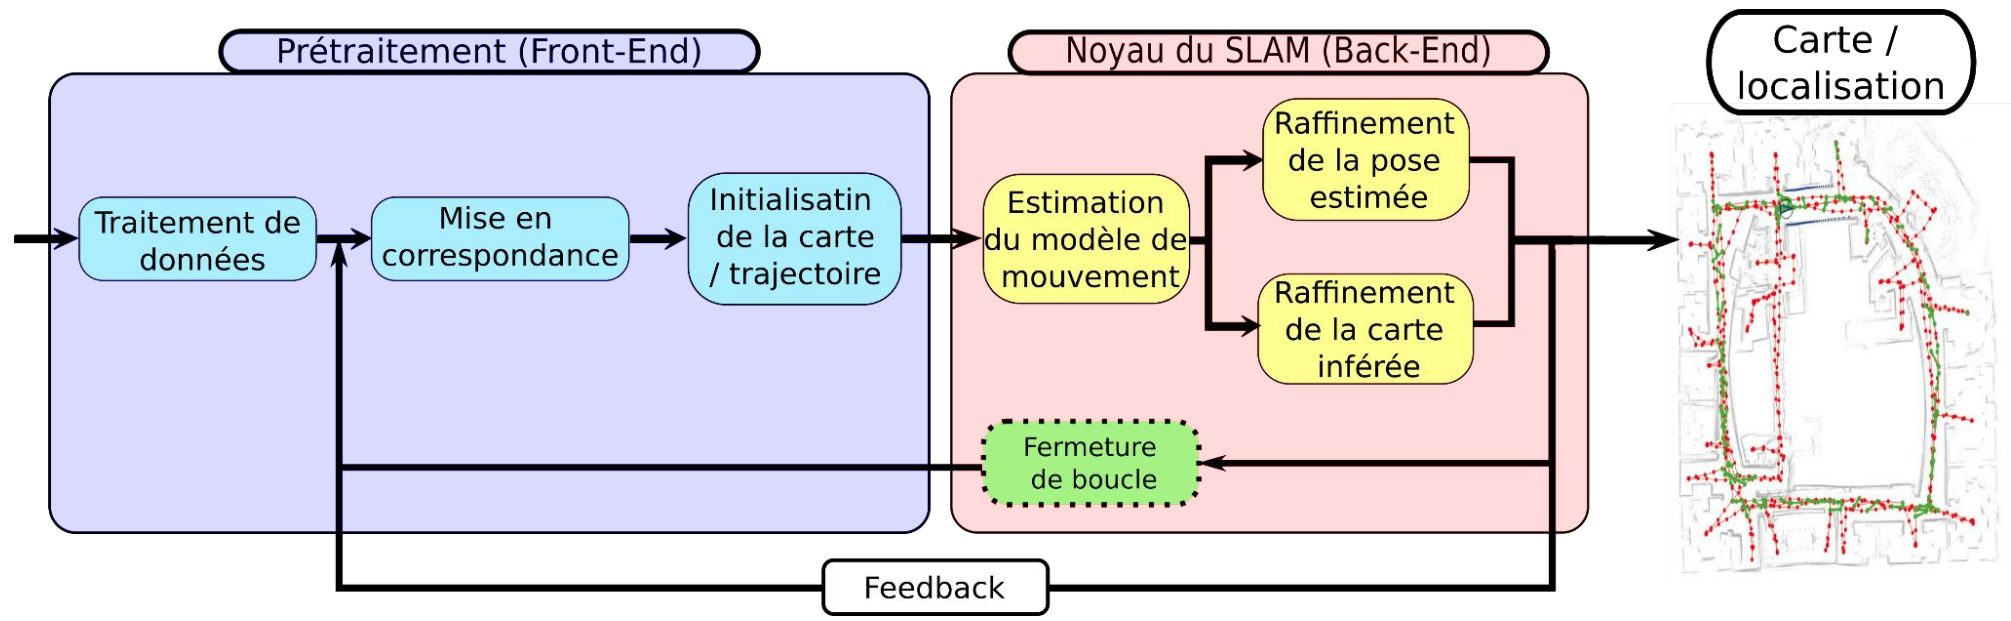 Prétraitement (Front-End)
Noyau du SLAM (Back-End)
Carte /
localisation
Traitement de
données
Mise en
correspondance
Initialisatin
de la carte
/ trajectoire
Estimation
du modèle de
mouvement
Raffinement
de la pose
estimée
Raffinement
de la carte
inférée
Fermeture
de boucle
Feedback